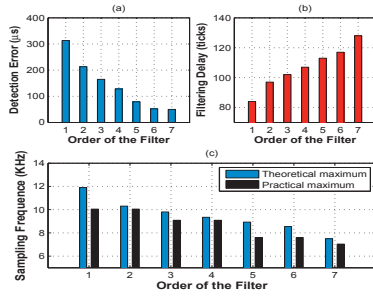 (a)
Detection Error (μs)
400
300
200
100
0
1 2 3 4 5 6 7
Order of the Filter
(b)
Filtering Delay (ticks)
140
120
100
80
1 2 3 4 5 6 7
Order of the Filter
(c)
Sampling Frequence (KHz)
14
12
10
8
6
Theoretical maximum
Practical maximum
1 2 3 4 5 6 7
Order of the Filter